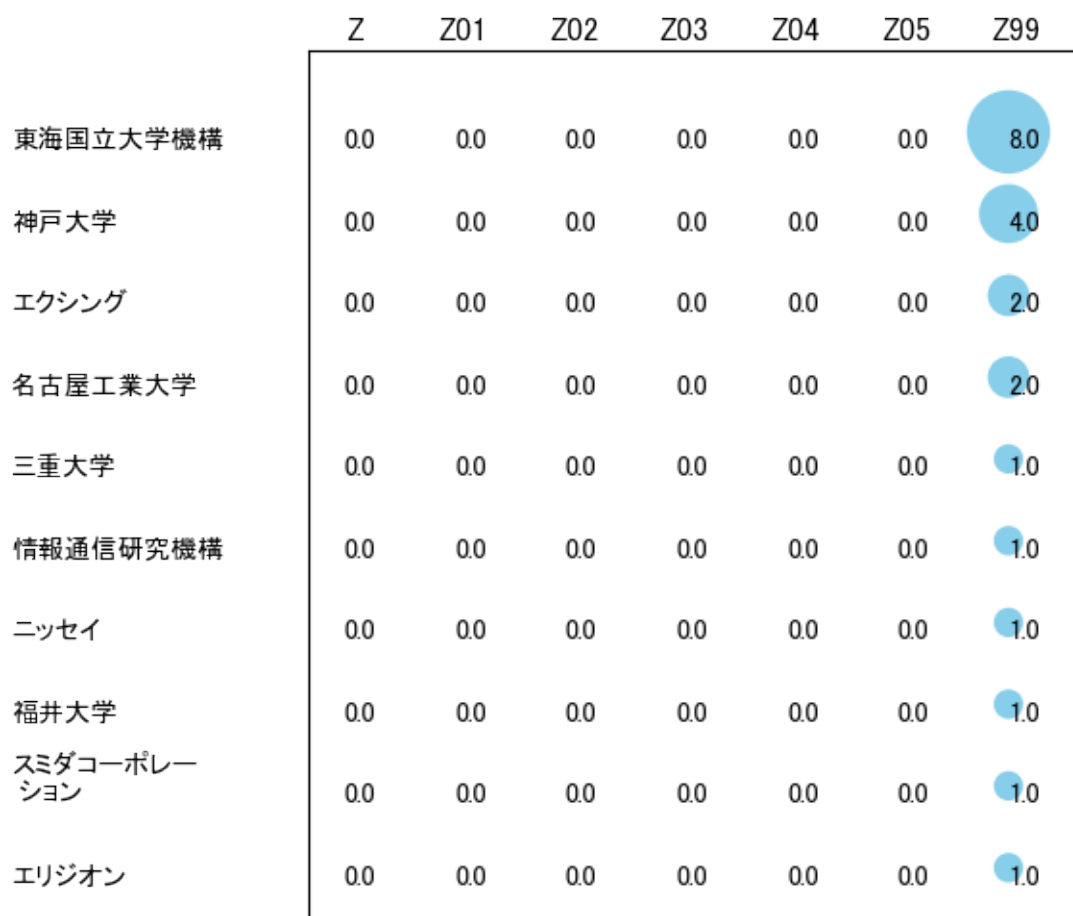 Z Z01 Z02 Z03 Z04 Z05 Z99
東海国立大学機構 0.0 0.0 0.0 0.0 0.0 0.0 8.0
神戸大学 0.0 0.0 0.0 0.0 0.0 0.0 4.0
エクシング 0.0 0.0 0.0 0.0 0.0 0.0 2.0
名古屋工業大学 0.0 0.0 0.0 0.0 0.0 0.0 2.0
三重大学 0.0 0.0 0.0 0.0 0.0 0.0 1.0
情報通信研究機構 0.0 0.0 0.0 0.0 0.0 0.0 1.0
ニッセイ 0.0 0.0 0.0 0.0 0.0 0.0 1.0
福井大学 0.0 0.0 0.0 0.0 0.0 0.0 1.0
スミダコーポレー
ション 0.0 0.0 0.0 0.0 0.0 0.0 1.0
エリジオン 0.0 0.0 0.0 0.0 0.0 0.0 1.0